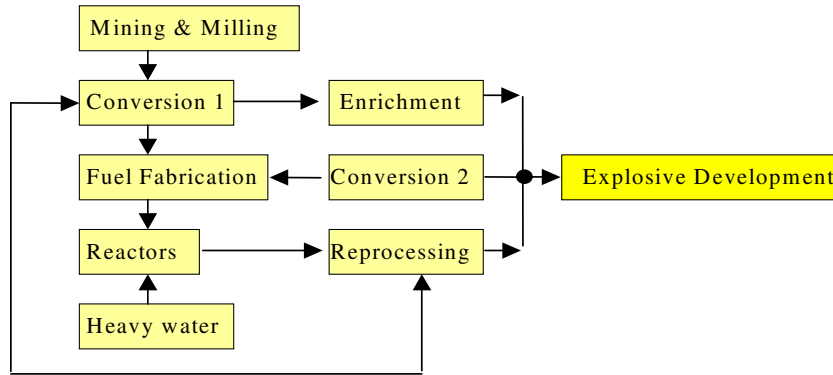 Mining & Milling
Conversion 1
Enrichment
Fuel Fabrication
Conversion 2
Explosive Development
Reactors
Reprocessing
Heavy water